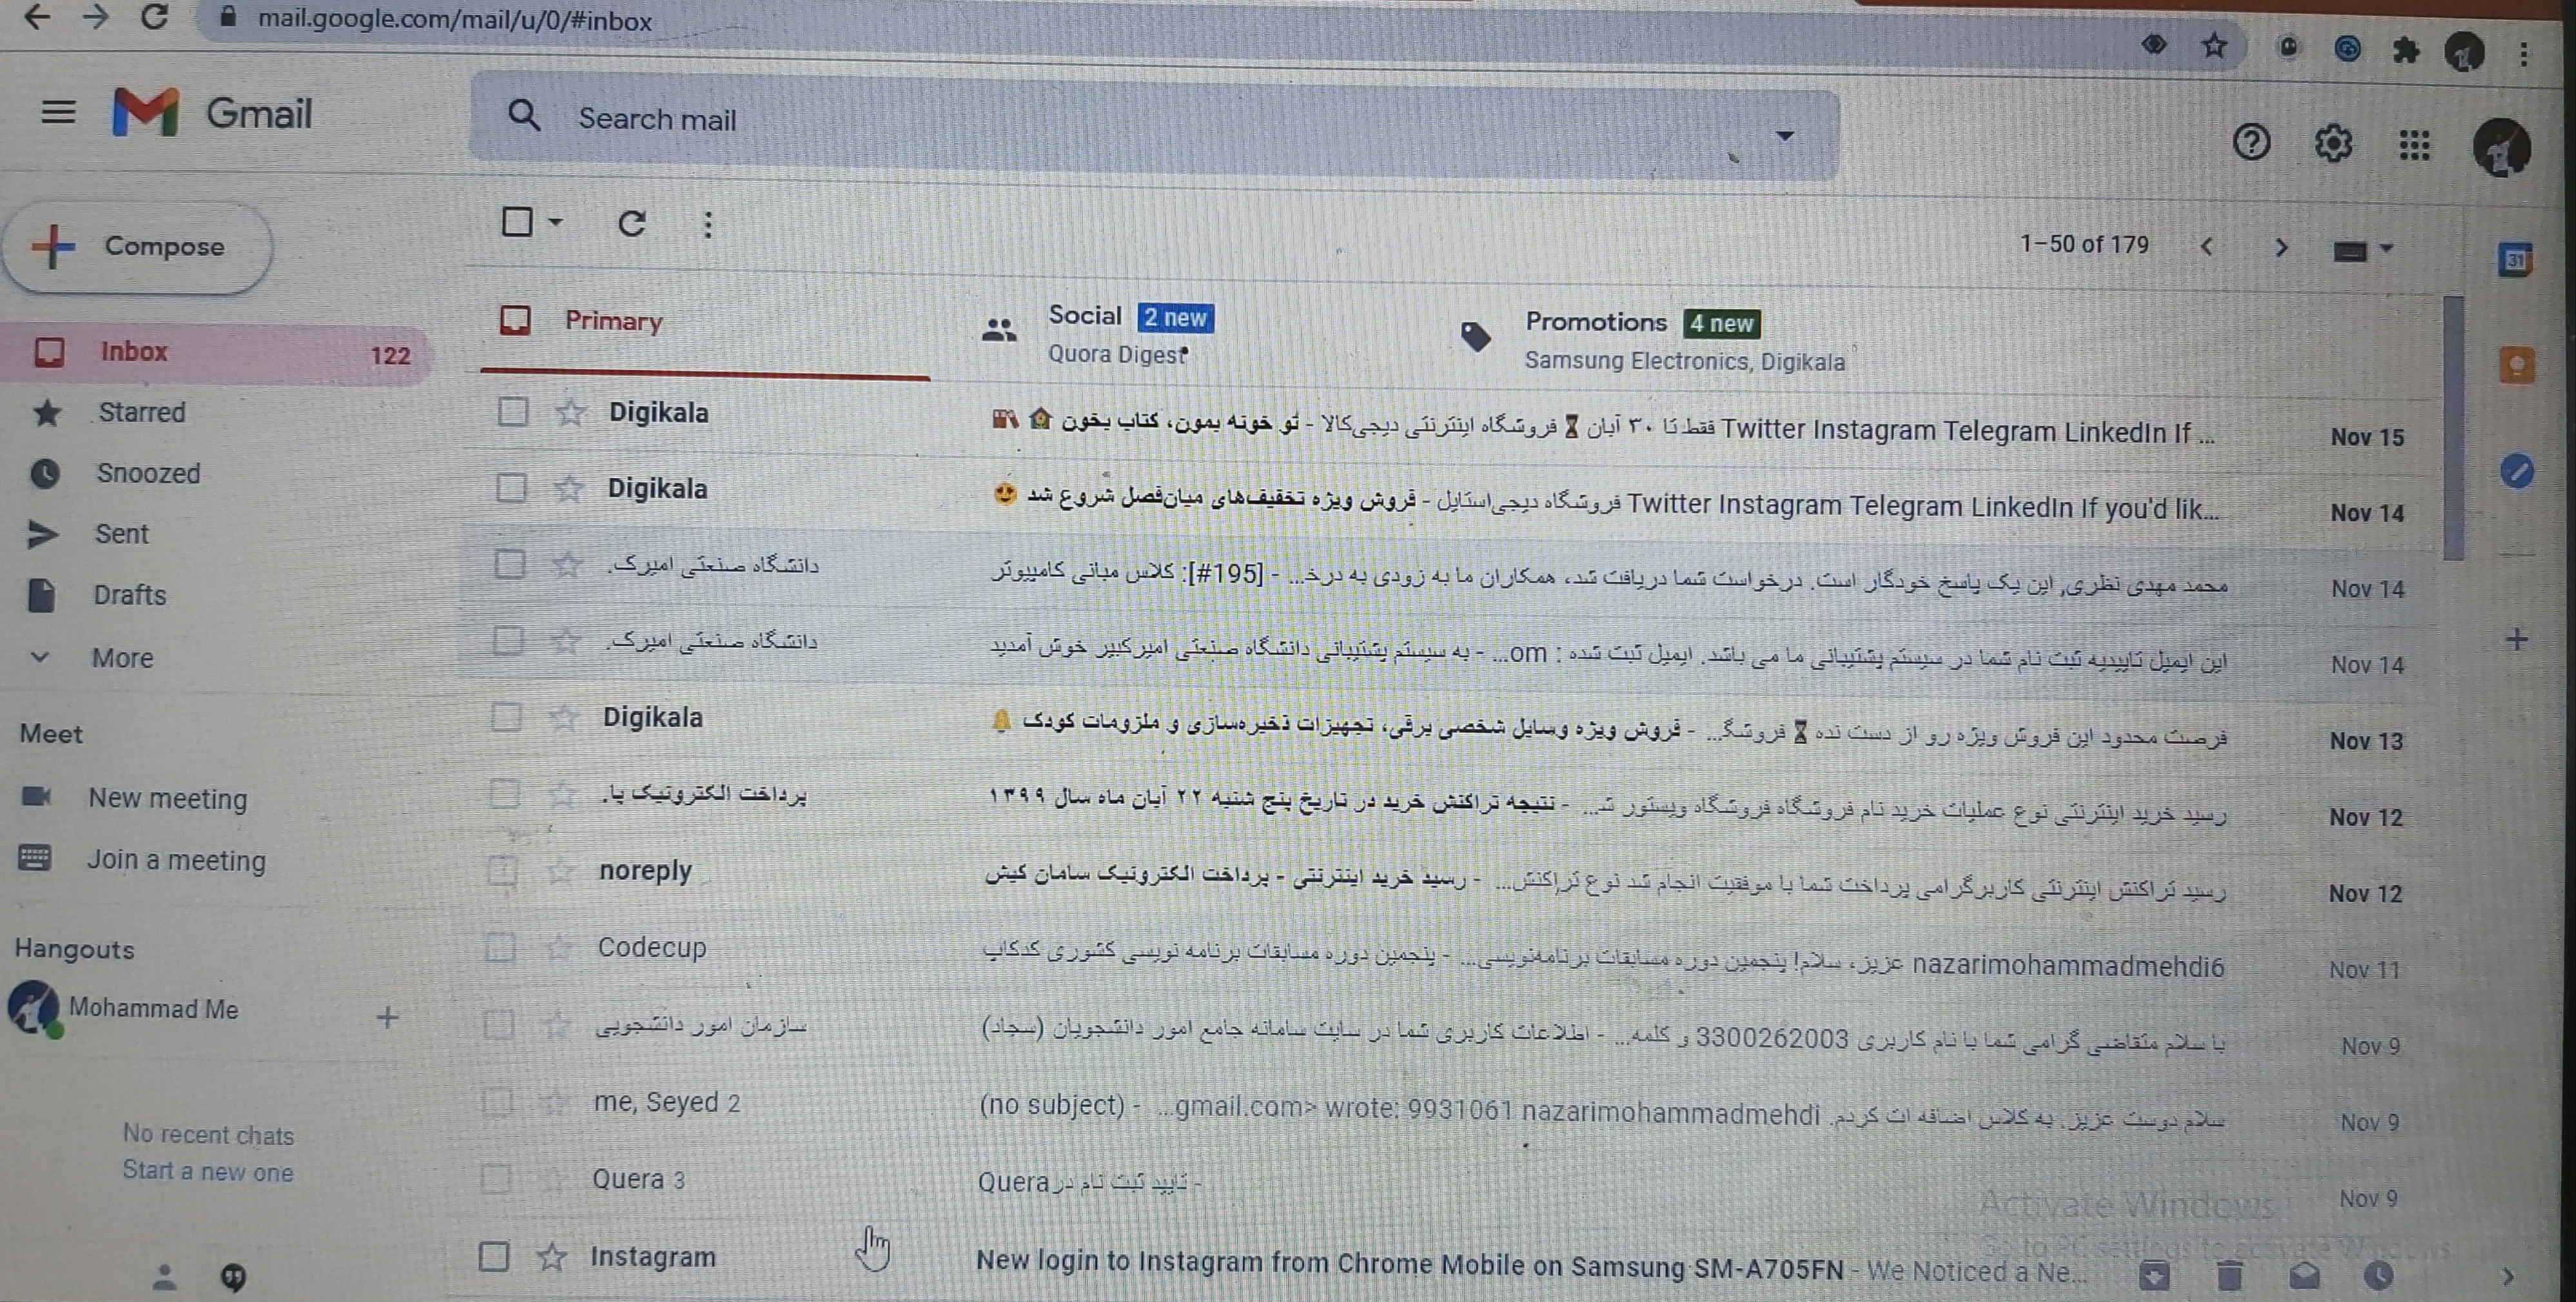 mail.google.com/mail/u/0/#inbox
Gmail
Search mail
Compose
1–50 of 179
31
Inbox 122
Starred
Snoozed
Sent
Drafts
More
Meet
New meeting
Join a meeting
Hangouts
Mohammad Me
No recent chats
Start a new one
Primary
Social 2 new
Quora Digest
Promotions 4 new
Samsung Electronics, Digikala
Digikala تو خونه بمون، کتاب بخون - فقط تا ۳۰ آبان ⌛ فروشگاه اینترنتی دیجی‌کالا Twitter Instagram Telegram LinkedIn If ... Nov 15
Digikala فروش ویژه تخفیف‌های میان‌فصل شروع شد 😍 - فروشگاه دیجی‌استایل Twitter Instagram Telegram LinkedIn If you'd lik... Nov 14
دانشگاه صنعتی امیرک. [#195]: کلاس مبانی کامپیوتر - محمد مهدی نظری, این یک پاسخ خودگار است. درخواست شما دریافت شد، همکاران ما به زودی به درخ... Nov 14
دانشگاه صنعتی امیرک. به سیستم پشتیبانی دانشگاه صنعتی امیرکبیر خوش آمدید - این ایمیل تاییدیه ثبت نام شما در سیستم پشتیبانی ما می باشد. ایمیل ثبت شده : om... Nov 14
Digikala فروش ویژه وسایل شخصی برقی، تجهیزات ذخیره‌سازی و ملزومات کودک 🔔 - فرصت محدود این فروش ویژه رو از دست نده ⌛ فروشگ... Nov 13
پرداخت الکترونیک پا. نتیجه تراکنش خرید در تاریخ پنج شنبه ۲۲ آبان ماه سال ۱۳۹۹ - رسید خرید اینترنتی نوع عملیات خرید نام فروشگاه فروشگاه ویستور ش... Nov 12
noreply رسید خرید اینترنتی - پرداخت الکترونیک سامان کیش - رسید تراکنش اینترنتی کاربرگرامی پرداخت شما با موفقیت انجام شد نوع تراکنش... Nov 12
Codecup پنجمین دوره مسابقات برنامه نویسی کشوری کدکاپ - nazarimohammadmehdi6 عزیز، سلام! پنجمین دوره مسابقات برنامه‌نویسی... Nov 11
سازمان امور دانشجویی اطلاعات کاربری شما در سایت سامانه جامع امور دانشجویان (سجاد) - با سلام متقاضی گرامی شما با نام کاربری 3300262003 و کلمه... Nov 9
me, Seyed 2 (no subject) - سلام دوست عزیز. به کلاس اضافه ات کردم. ...gmail.com> wrote: 9931061 nazarimohammadmehdi Nov 9
Quera 3 تایید ثبت نام در Quera - Nov 9
Instagram New login to Instagram from Chrome Mobile on Samsung SM-A705FN - We Noticed a Ne...
Activate Windows
Go to PC settings to activate Windows